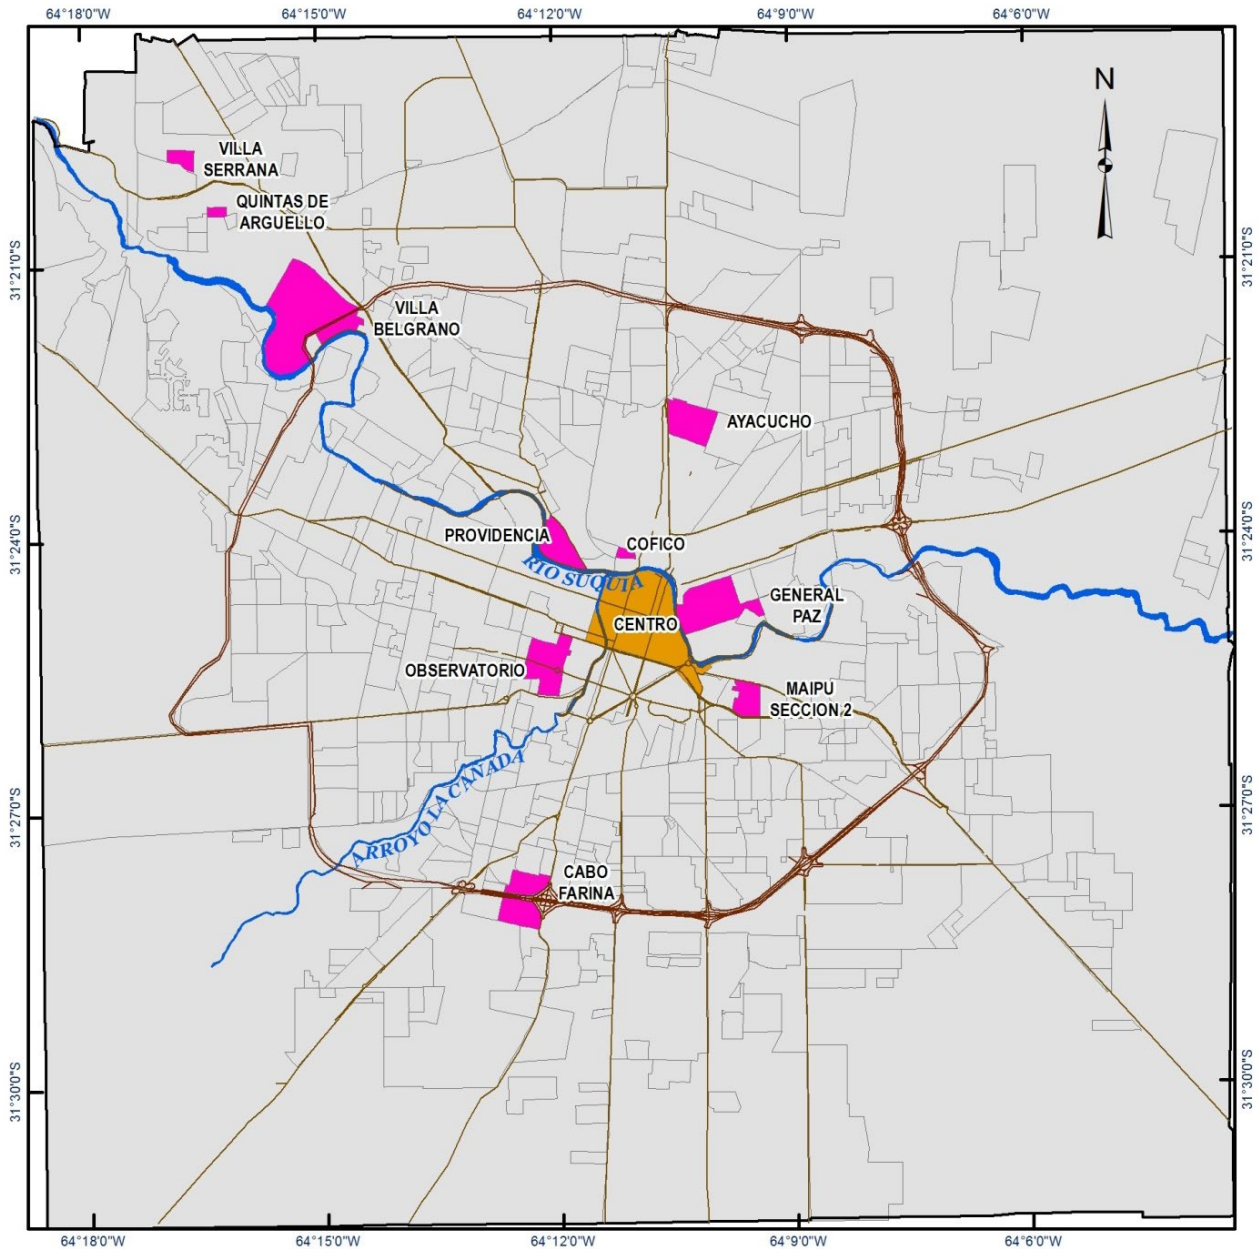 64°18'0"W
64°15'0"W
64°12'0"W
64°9'0"W
64°6'0"W
N
VILLA
SERRANA
QUINTAS DE
ARGUELLO
31°21'0"S
31°21'0"S
VILLA
BELGRANO
AYACUCHO
PROVIDENCIA
COFICO
31°24'0"S
31°24'0"S
RIO SUQUIA
GENERAL
PAZ
CENTRO
OBSERVATORIO
MAIPU
SECCION 2
ARROYO LA CANADA
31°27'0"S
31°27'0"S
CABO
FARINA
31°30'0"S
31°30'0"S
64°18'0"W
64°15'0"W
64°12'0"W
64°9'0"W
64°6'0"W